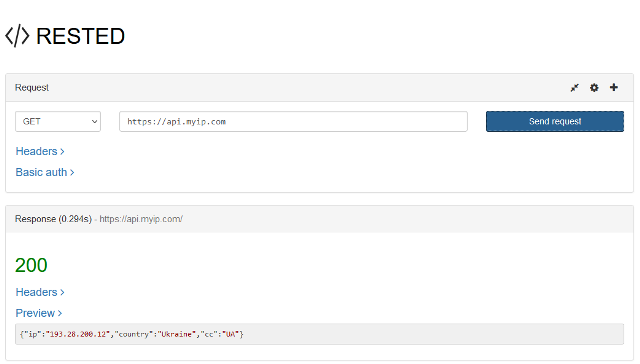 </> RESTED
Request
GET
https://api.myip.com
Send request
Headers >
Basic auth >
Response (0.294s) - https://api.myip.com/
200
Headers >
Preview >
{"ip":"193.28.200.12","country":"Ukraine","cc":"UA"}